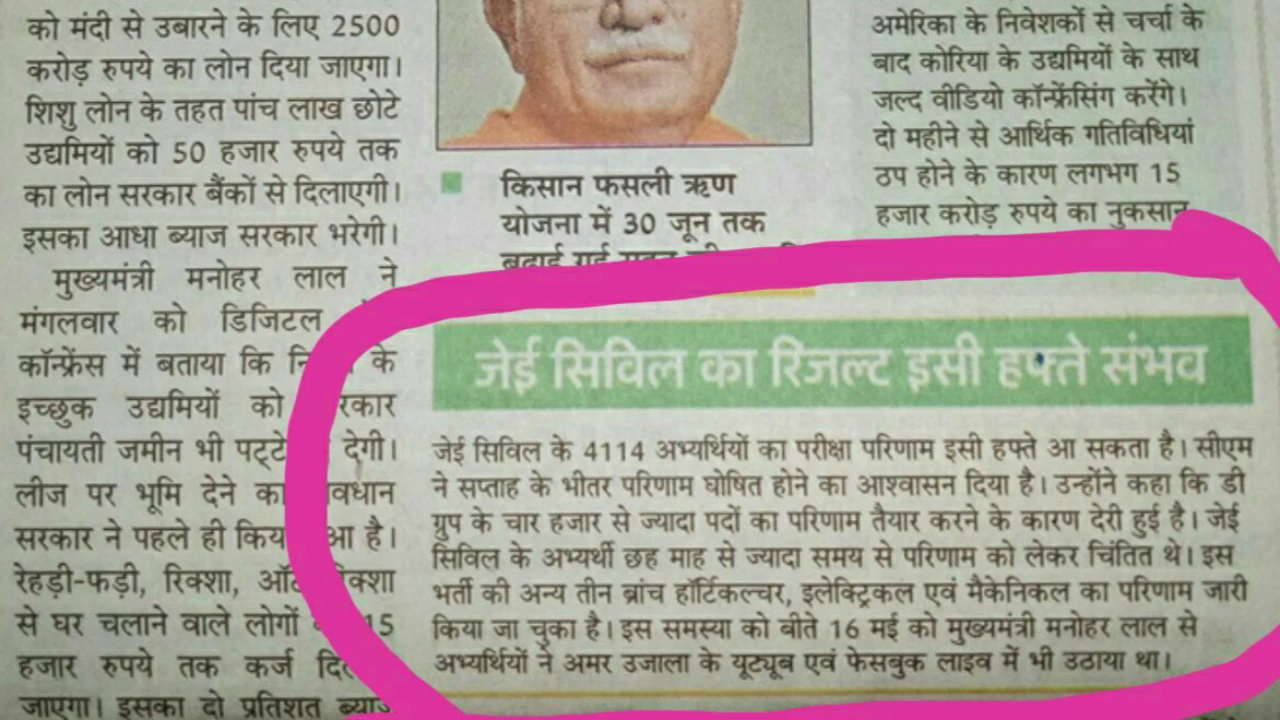 को मंदी से उबारने के लिए 2500
करोड़ रुपये का लोन दिया जाएगा।
शिशु लोन के तहत पांच लाख छोटे
उद्यमियों को 50 हजार रुपये तक
का लोन सरकार बैंकों से दिलाएगी।
इसका आधा ब्याज सरकार भरेगी।
मुख्यमंत्री मनोहर लाल ने
मंगलवार को डिजिटल
कॉन्फ्रेंस में बताया कि के
इच्छुक उद्यमियों को
पंचायती जमीन भी पट्टे देगी।
लीज पर भूमि देने का
सरकार ने पहले ही है।
रेहड़ी-फड़ी, रिक्शा,
से घर चलाने वाले लोगों 15
हजार रुपये तक कर्ज
जाएगा। इसका दो प्रतिशत
किसान फसली ऋण
योजना में 30 जून तक
अमेरिका के निवेशकों से चर्चा के
बाद कोरिया के उद्यमियों के साथ
जल्द वीडियो कॉन्फ्रेंसिंग करेंगे।
दो महीने से आर्थिक गतिविधियां
ठप होने के कारण लगभग 15
हजार करोड़ रुपये का नुकसान
जेई सिविल का रिजल्ट इसी हफ्ते संभव
जेई सिविल के 4114 अभ्यर्थियों का परीक्षा परिणाम इसी हफ्ते आ सकता है। सीएम
ने सप्ताह के भीतर परिणाम घोषित होने का आश्वासन दिया है। उन्होंने कहा कि डी
ग्रुप के चार हजार से ज्यादा पदों का परिणाम तैयार करने के कारण देरी हुई है। जेई
सिविल के अभ्यर्थी छह माह से ज्यादा समय से परिणाम को लेकर चिंतित थे। इस
भर्ती की अन्य तीन ब्रांच हॉर्टिकल्चर, इलेक्ट्रिकल एवं मैकेनिकल का परिणाम जारी
किया जा चुका है। इस समस्या को बीते 16 मई को मुख्यमंत्री मनोहर लाल से
अभ्यर्थियों ने अमर उजाला के यूट्यूब एवं फेसबुक लाइव में भी उठाया था।